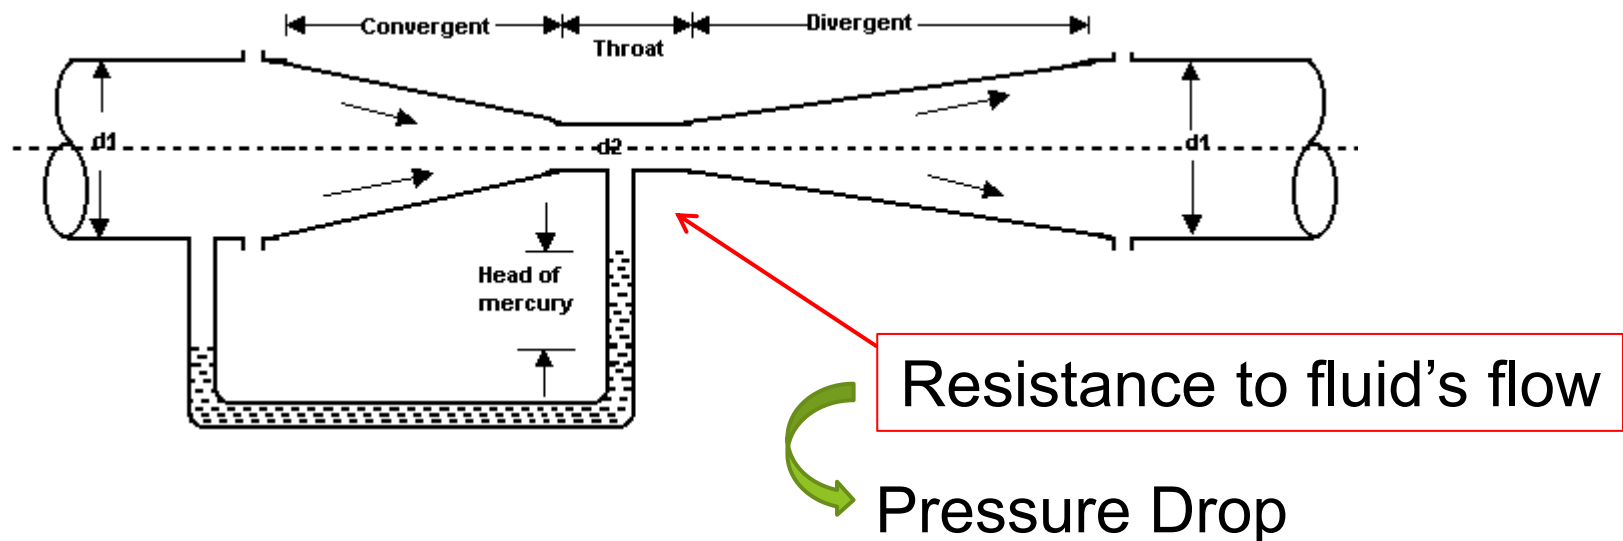 Convergent
Throat
Divergent
d1
d2
d1
Head of
mercury
Resistance to fluid’s flow
Pressure Drop